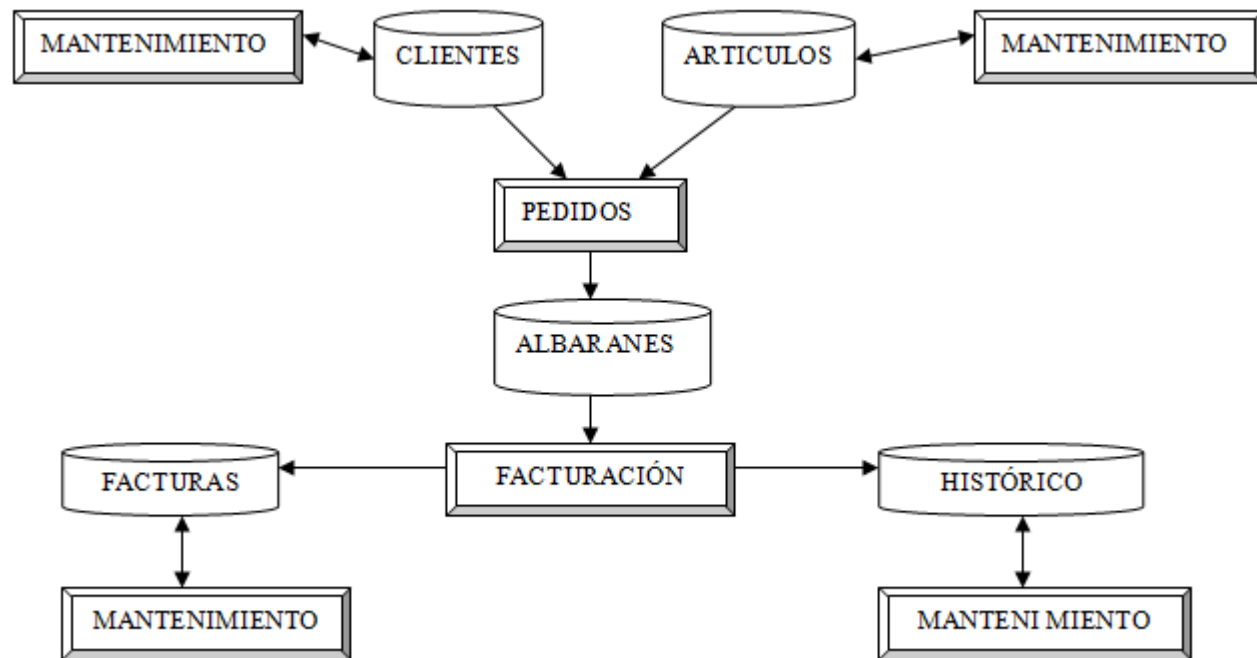 MANTENIMIENTO
CLIENTES
ARTICULOS
MANTENIMIENTO
PEDIDOS
ALBARANES
FACTURAS
FACTURACIÓN
HISTÓRICO
MANTENIMIENTO
MANTENI MIENTO